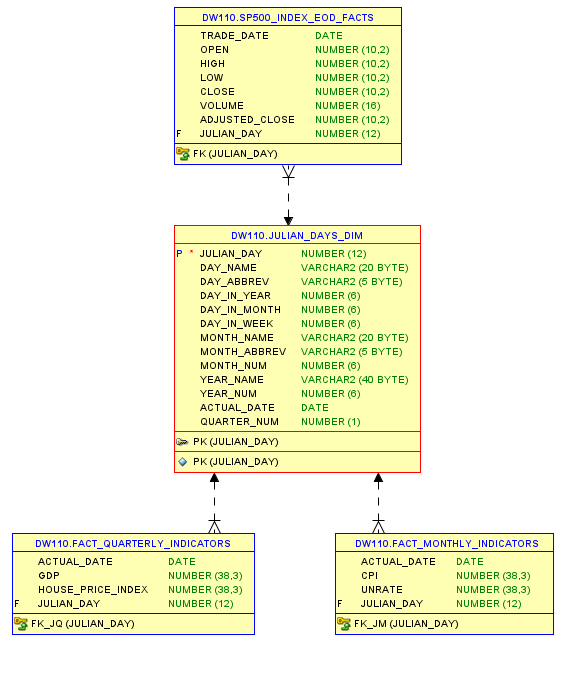 DW110.SP500_INDEX_EOD_FACTS
TRADE_DATE DATE
OPEN NUMBER (10,2)
HIGH NUMBER (10,2)
LOW NUMBER (10,2)
CLOSE NUMBER (10,2)
VOLUME NUMBER (16)
ADJUSTED_CLOSE NUMBER (10,2)
F JULIAN_DAY NUMBER (12)
FK (JULIAN_DAY)
DW110.JULIAN_DAYS_DIM
P * JULIAN_DAY NUMBER (12)
DAY_NAME VARCHAR2 (20 BYTE)
DAY_ABBREV VARCHAR2 (5 BYTE)
DAY_IN_YEAR NUMBER (6)
DAY_IN_MONTH NUMBER (6)
DAY_IN_WEEK NUMBER (6)
MONTH_NAME VARCHAR2 (20 BYTE)
MONTH_ABBREV VARCHAR2 (5 BYTE)
MONTH_NUM NUMBER (6)
YEAR_NAME VARCHAR2 (40 BYTE)
YEAR_NUM NUMBER (6)
ACTUAL_DATE DATE
QUARTER_NUM NUMBER (1)
PK (JULIAN_DAY)
PK (JULIAN_DAY)
DW110.FACT_QUARTERLY_INDICATORS
ACTUAL_DATE DATE
GDP NUMBER (38,3)
HOUSE_PRICE_INDEX NUMBER (38,3)
F JULIAN_DAY NUMBER (12)
FK_JQ (JULIAN_DAY)
DW110.FACT_MONTHLY_INDICATORS
ACTUAL_DATE DATE
CPI NUMBER (38,3)
UNRATE NUMBER (38,3)
F JULIAN_DAY NUMBER (12)
FK_JM (JULIAN_DAY)